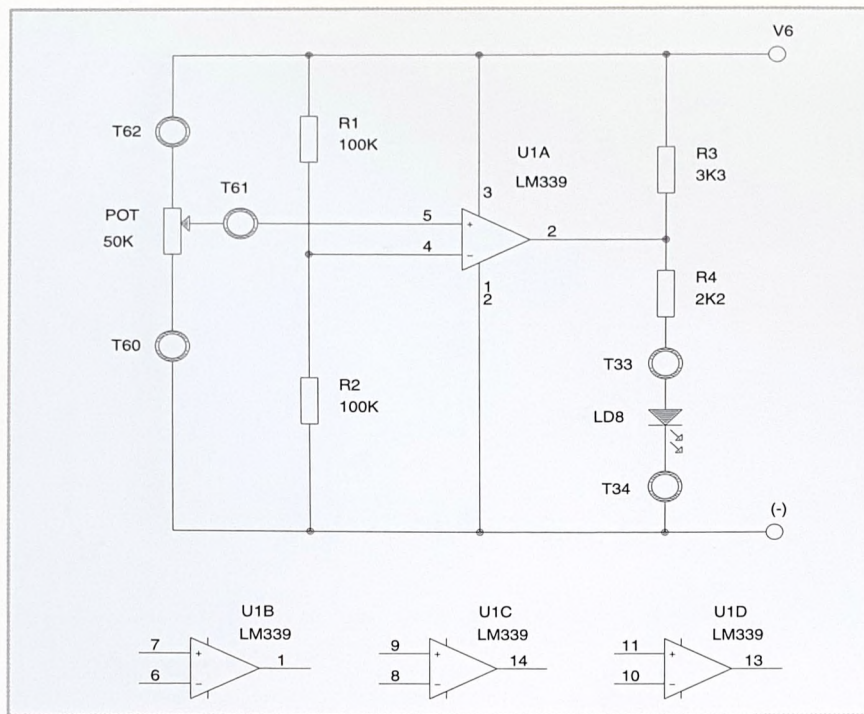 V6
T62
R1
100K
U1A
LM339
R3
3K3
T61
3
POT
50K
5
+
2
4
−
R4
2K2
1
2
T60
T33
R2
100K
LD8
T34
(-)
U1B
LM339
7
+
1
6
−
U1C
LM339
9
+
14
8
−
U1D
LM339
11
+
13
10
−